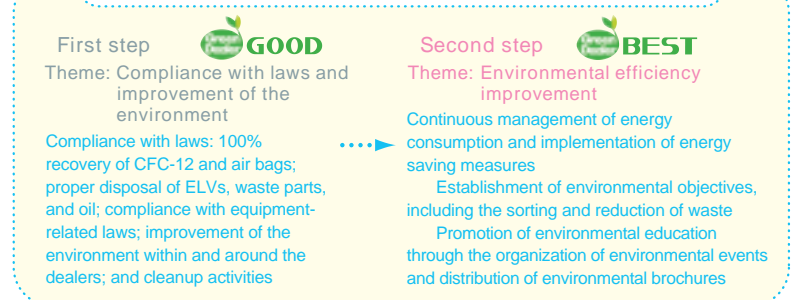 First step
GOOD
Theme: Compliance with laws and
improvement of the
environment
Compliance with laws: 100%
recovery of CFC-12 and air bags;
proper disposal of ELVs, waste parts,
and oil; compliance with equipment-
related laws; improvement of the
environment within and around the
dealers; and cleanup activities
Second step
BEST
Theme: Environmental efficiency
improvement
Continuous management of energy
consumption and implementation of energy
saving measures
Establishment of environmental objectives,
including the sorting and reduction of waste
Promotion of environmental education
through the organization of environmental events
and distribution of environmental brochures